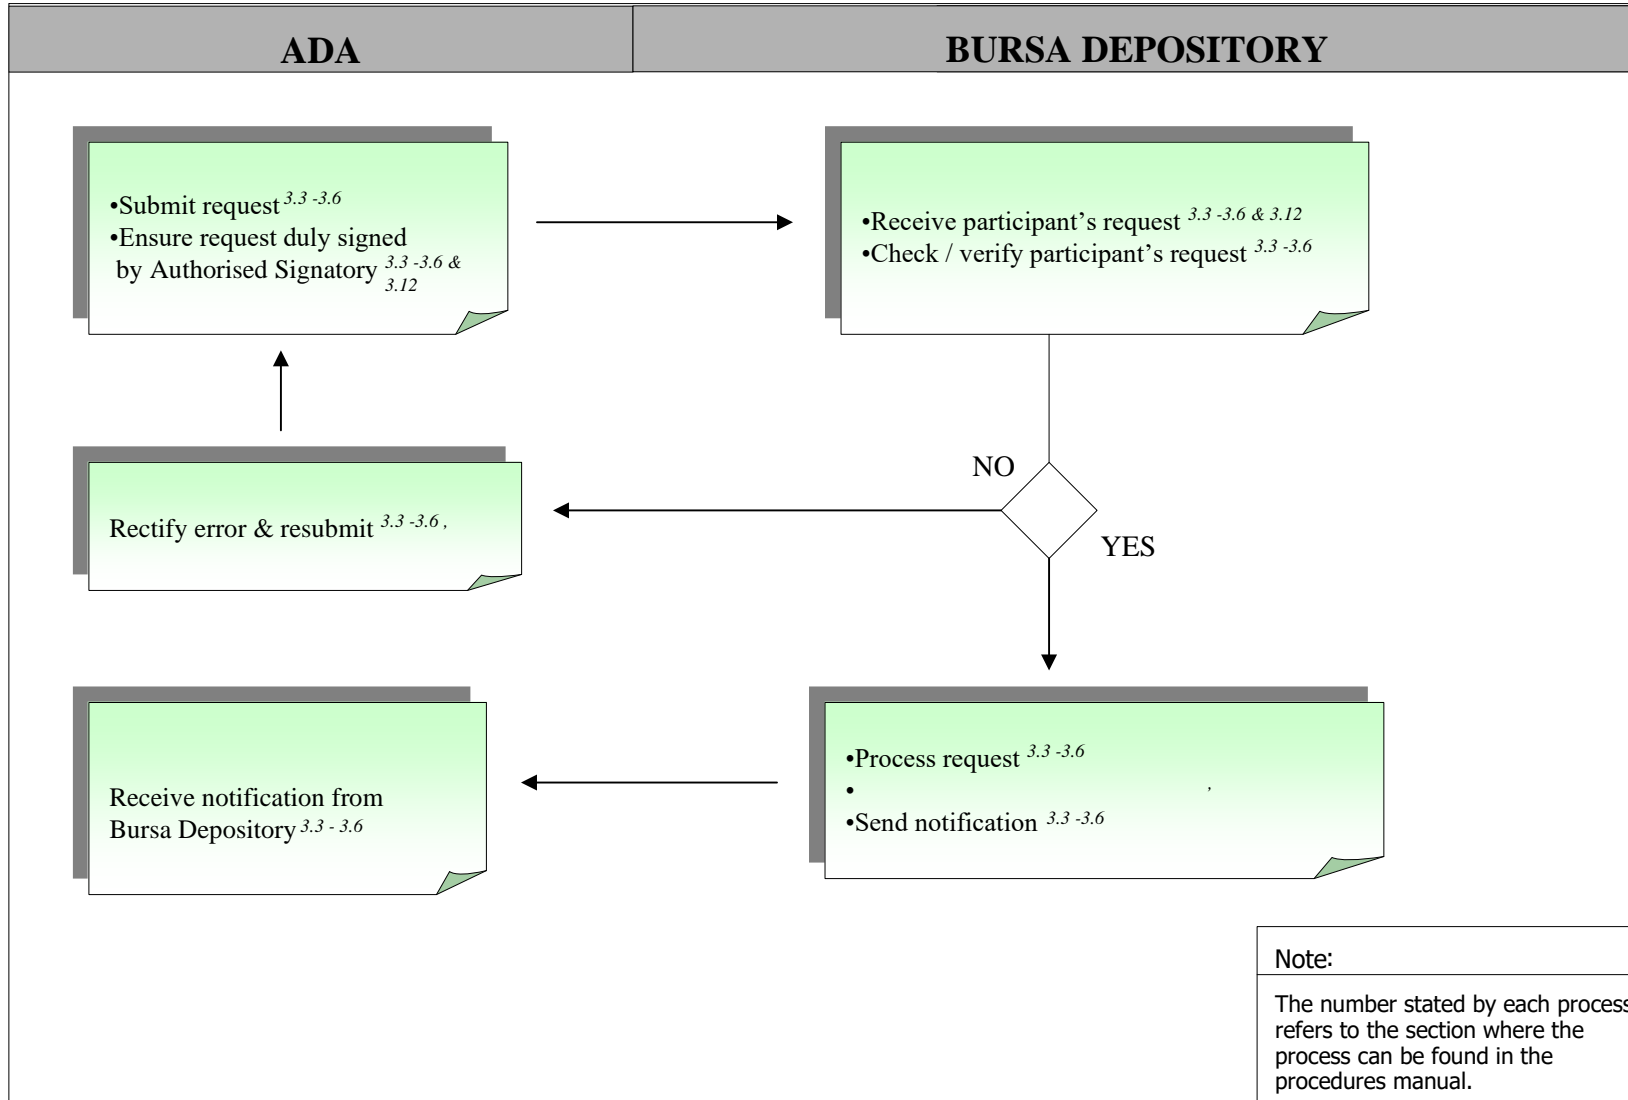 ADA
BURSA DEPOSITORY
•Submit request 3.3 -3.6
•Ensure request duly signed
by Authorised Signatory 3.3 -3.6 &
3.12
•Receive participant’s request 3.3 -3.6 & 3.12
•Check / verify participant’s request 3.3 -3.6
NO
Rectify error & resubmit 3.3 -3.6 ,
YES
Receive notification from
Bursa Depository 3.3 - 3.6
•Process request 3.3 -3.6
• ,
•Send notification 3.3 -3.6
Note:
The number stated by each process
refers to the section where the
process can be found in the
procedures manual.